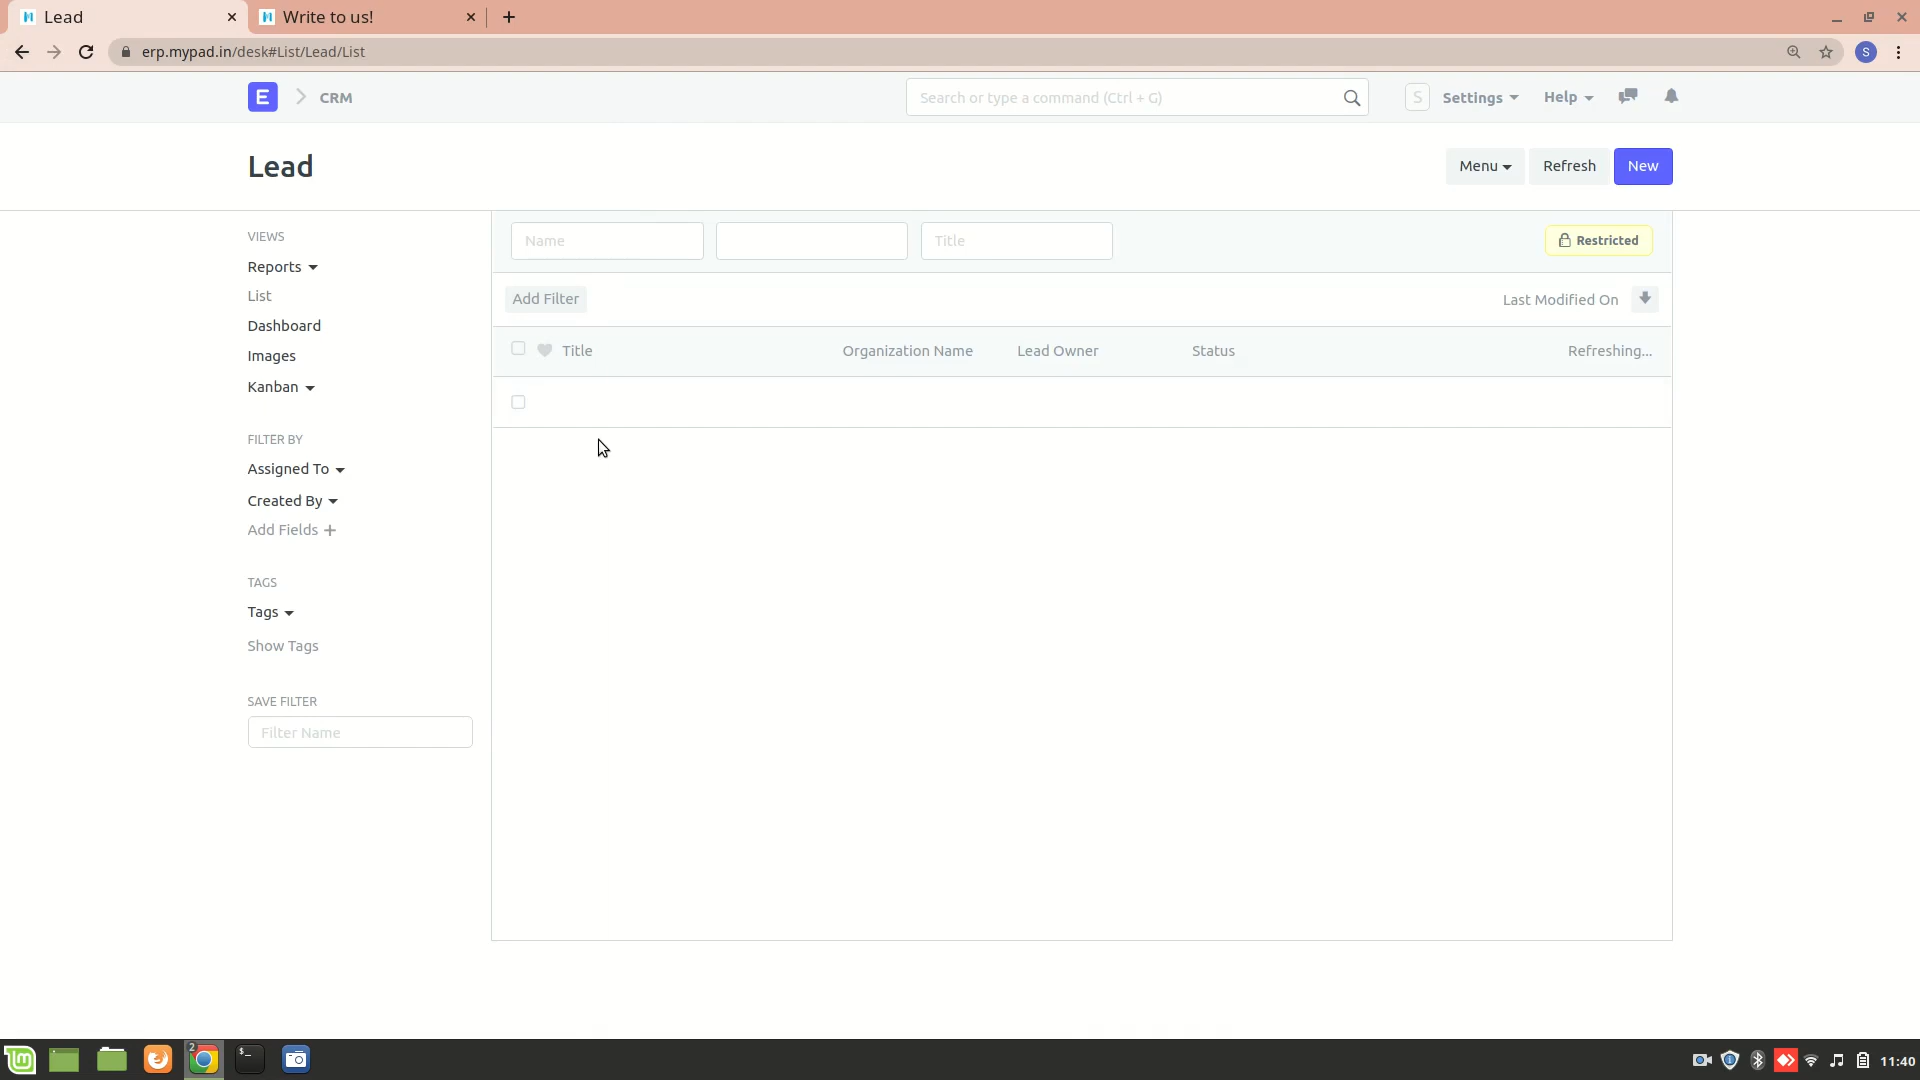 Lead
Write to us!
erp.mypad.in/desk#List/Lead/List
S
E
CRM
Search or type a command (Ctrl + G)
S
Settings
Help
Lead
Menu
Refresh
New
VIEWS
Reports
List
Dashboard
Images
Kanban
FILTER BY
Assigned To
Created By
Add Fields +
TAGS
Tags
Show Tags
SAVE FILTER
Filter Name
Name
Title
Restricted
Add Filter
Last Modified On
Title
Organization Name
Lead Owner
Status
Refreshing...
2
11:40